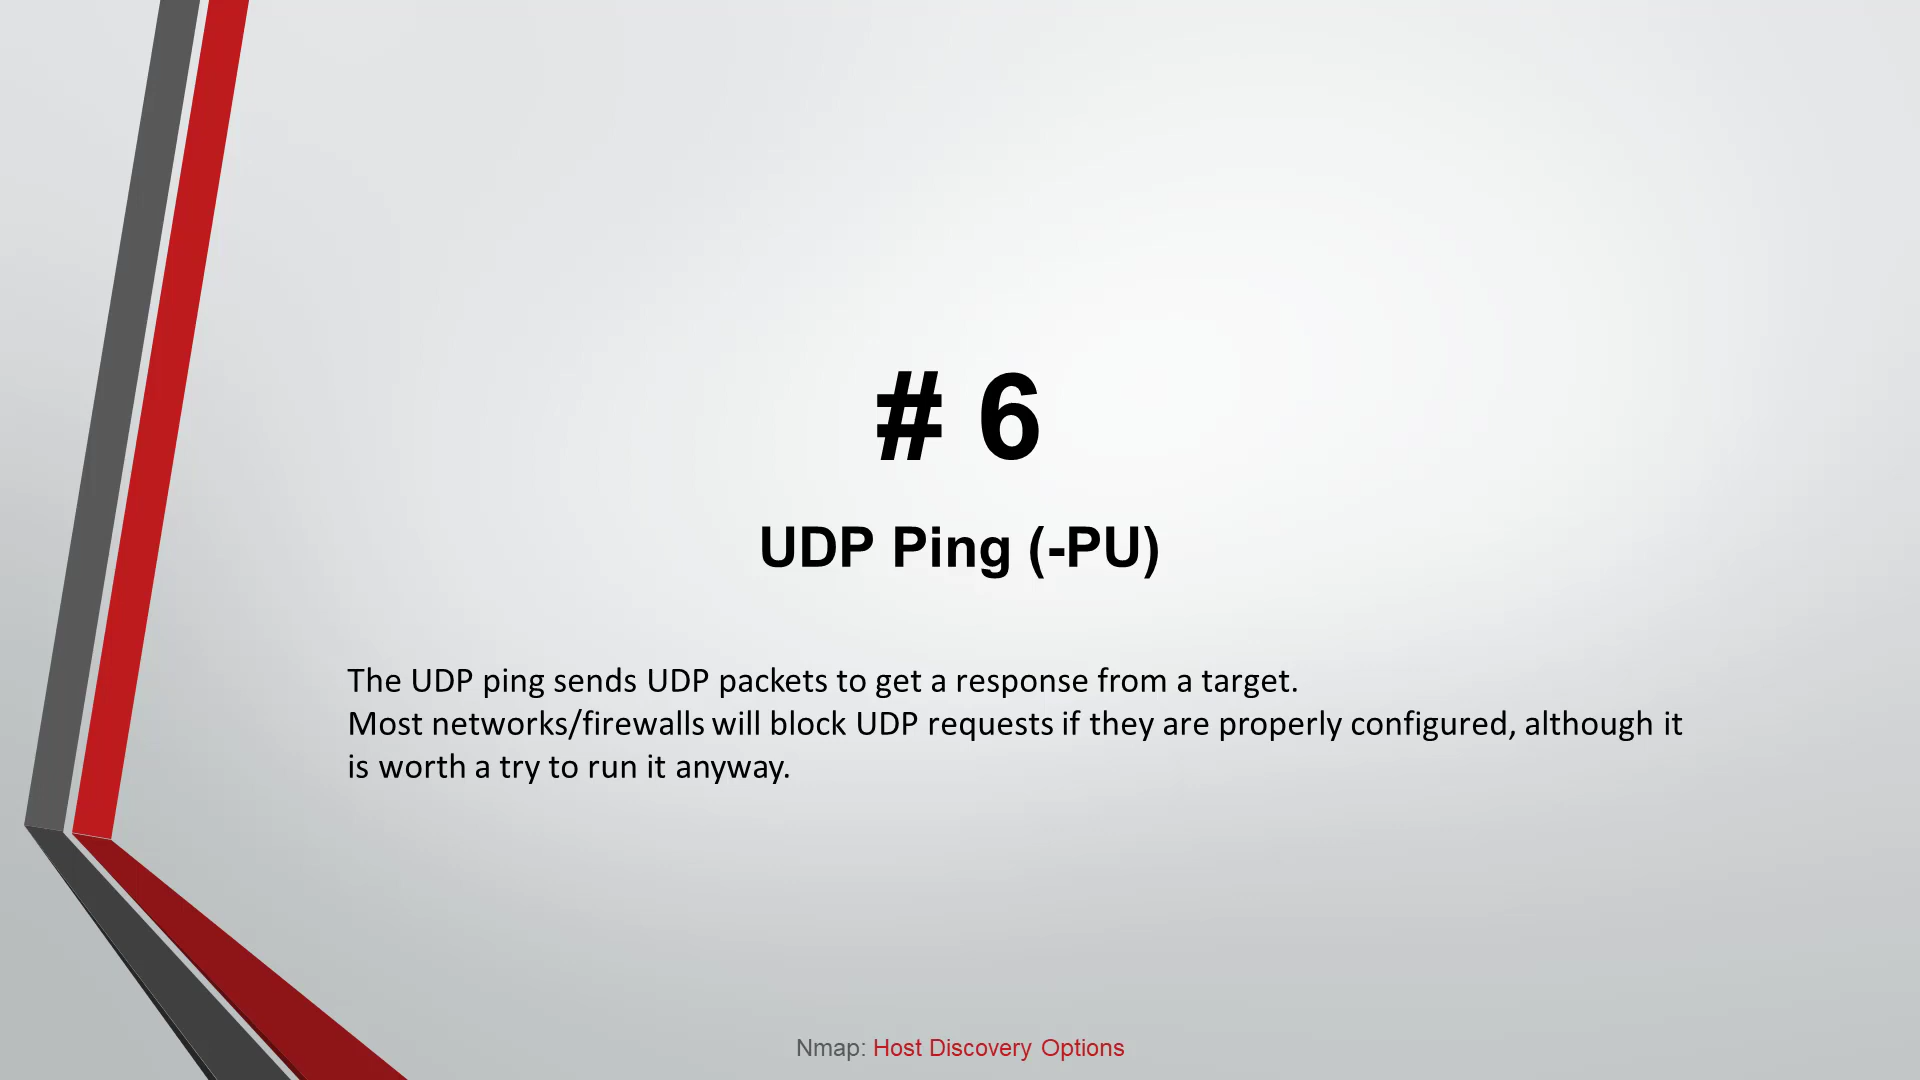 # 6
UDP Ping (-PU)
The UDP ping sends UDP packets to get a response from a target.
Most networks/firewalls will block UDP requests if they are properly configured, although it
is worth a try to run it anyway.
Nmap: Host Discovery Options